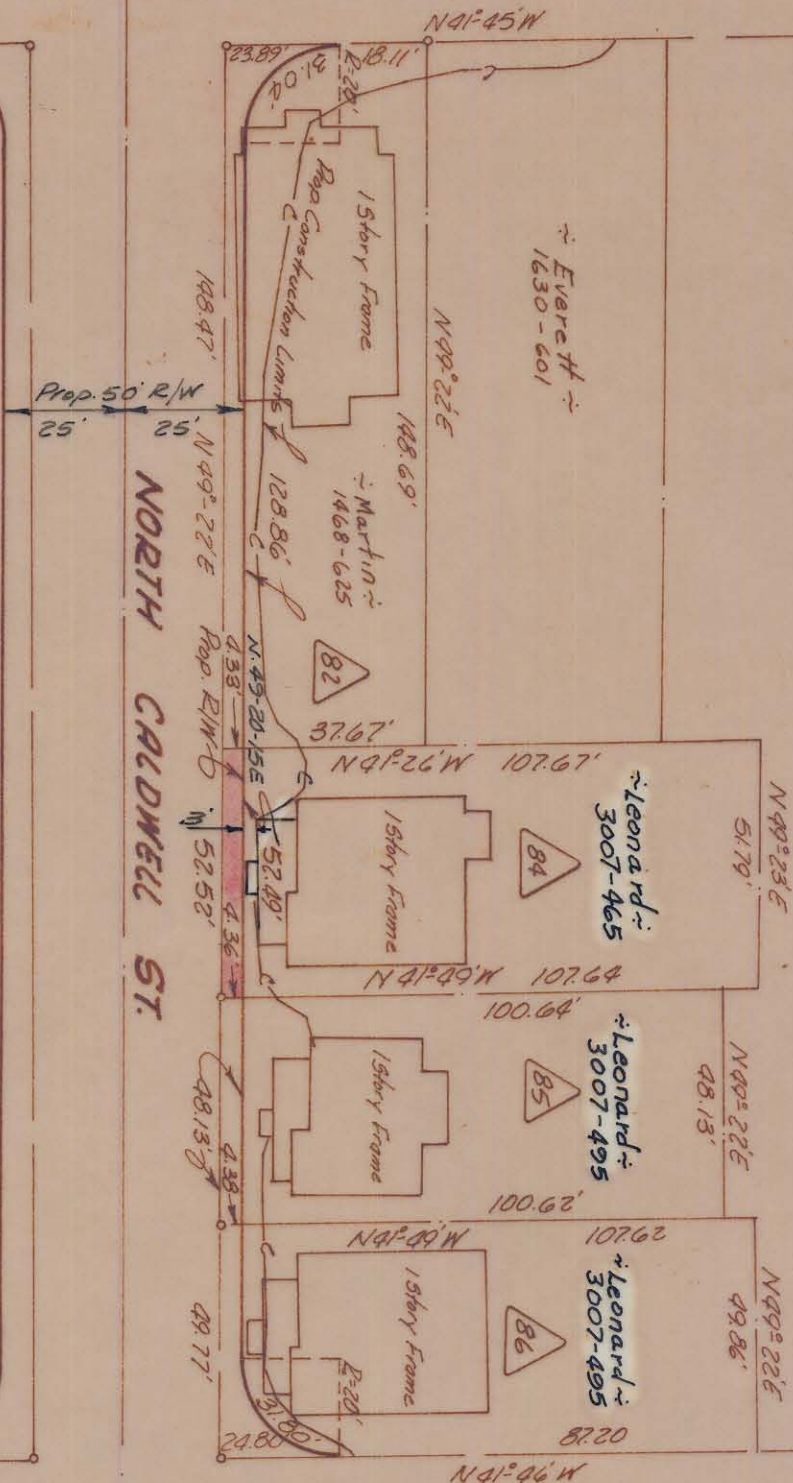 N41°-45'W
23.89'
18.11'
31.04
R=20'
1 Story Frame
Prop Construction Limits
C
C
÷ Everett ÷
1630-601
N49°22'E
148.69'
148.47'
Prop. 50' R/W
25'
25'
N49°-22'E
128.86'
÷ Martin ÷
1468-625
82
C
NORTH CALDWELL ST.
Prop. R/W
4.38'
N.49-20-15E
37.67'
C
N41°-26'W 107.67'
52.52'
4.36'
52.49'
1 Story Frame
84
÷Leonard÷
3007-465
N49°23'E
51.79'
C
N41°-49'W 107.64
100.64'
1 Story Frame
85
÷Leonard÷
3007-495
N49°22'E
48.13'
48.13'
4.38'
100.62'
C
N41°-49'W
107.62
1 Story Frame
86
÷Leonard÷
3007-495
N49°22'E
49.86'
49.77'
R=20'
31.80'
24.80'
87.20
N41°46'W